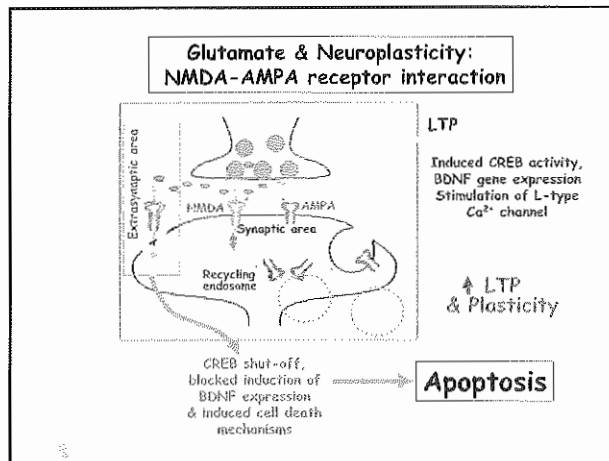 Glutamate & Neuroplasticity:
NMDA-AMPA receptor interaction
Extrasynaptic area
NMDA
AMPA
Synaptic area
Recycling
endosome
LTP
Induced CREB activity,
BDNF gene expression
Stimulation of L-type
Ca²⁺ channel
LTP
& Plasticity
CREB shut-off,
blocked induction of
BDNF expression
& induced cell death
mechanisms
Apoptosis